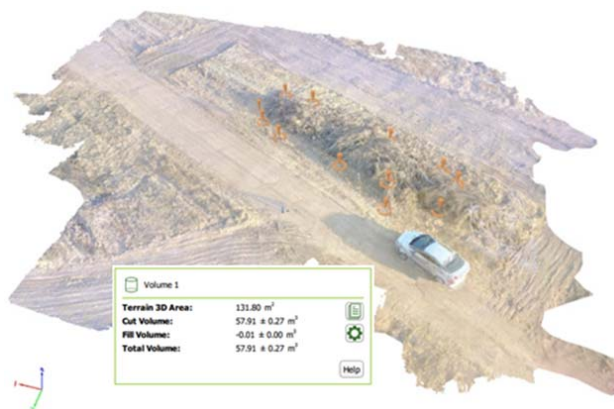 Volume 1
Terrain 3D Area: 131.80 m²
Cut Volume: 57.91 ± 0.27 m³
Fill Volume: -0.01 ± 0.00 m³
Total Volume: 57.91 ± 0.27 m³
Help